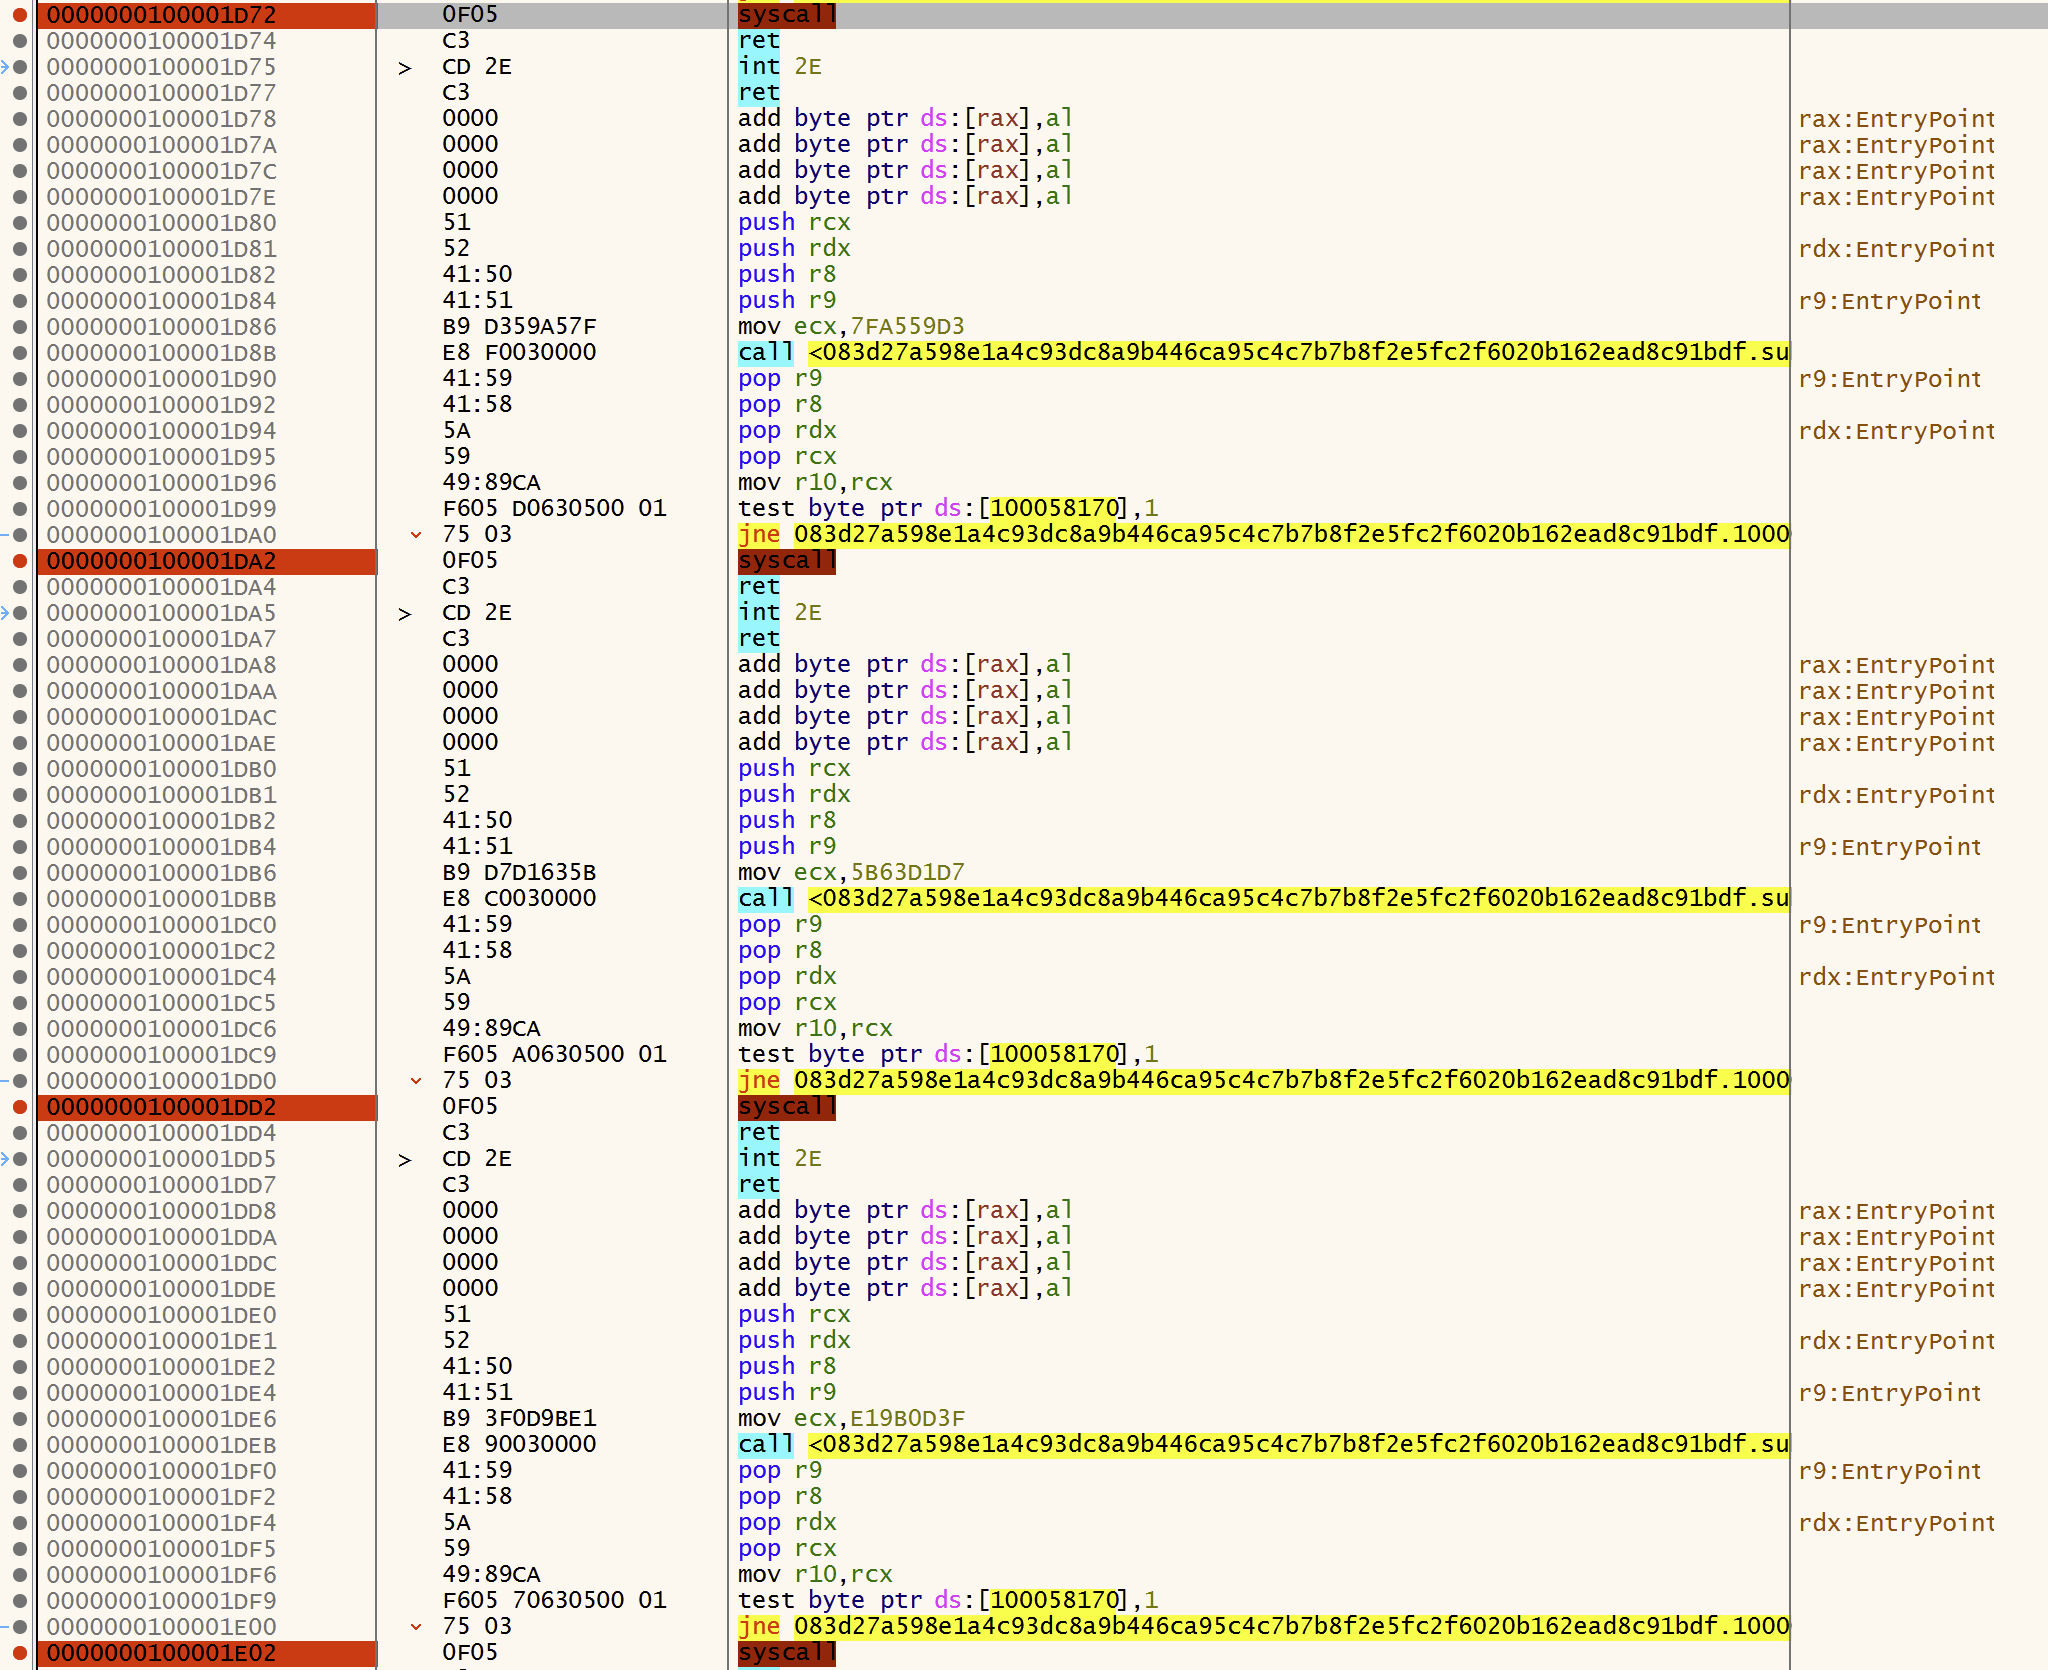 0000000100001D72 0F05 syscall
0000000100001D74 C3 ret
0000000100001D75 > CD 2E int 2E
0000000100001D77 C3 ret
0000000100001D78 0000 add byte ptr ds:[rax],al rax:EntryPoint
0000000100001D7A 0000 add byte ptr ds:[rax],al rax:EntryPoint
0000000100001D7C 0000 add byte ptr ds:[rax],al rax:EntryPoint
0000000100001D7E 0000 add byte ptr ds:[rax],al rax:EntryPoint
0000000100001D80 51 push rcx
0000000100001D81 52 push rdx rdx:EntryPoint
0000000100001D82 41:50 push r8
0000000100001D84 41:51 push r9 r9:EntryPoint
0000000100001D86 B9 D359A57F mov ecx,7FA559D3
0000000100001D8B E8 F0030000 call <083d27a598e1a4c93dc8a9b446ca95c4c7b7b8f2e5fc2f6020b162ead8c91bdf.su
0000000100001D90 41:59 pop r9 r9:EntryPoint
0000000100001D92 41:58 pop r8
0000000100001D94 5A pop rdx rdx:EntryPoint
0000000100001D95 59 pop rcx
0000000100001D96 49:89CA mov r10,rcx
0000000100001D99 F605 D0630500 01 test byte ptr ds:[100058170],1
0000000100001DA0 75 03 jne 083d27a598e1a4c93dc8a9b446ca95c4c7b7b8f2e5fc2f6020b162ead8c91bdf.1000
0000000100001DA2 0F05 syscall
0000000100001DA4 C3 ret
0000000100001DA5 > CD 2E int 2E
0000000100001DA7 C3 ret
0000000100001DA8 0000 add byte ptr ds:[rax],al rax:EntryPoint
0000000100001DAA 0000 add byte ptr ds:[rax],al rax:EntryPoint
0000000100001DAC 0000 add byte ptr ds:[rax],al rax:EntryPoint
0000000100001DAE 0000 add byte ptr ds:[rax],al rax:EntryPoint
0000000100001DB0 51 push rcx
0000000100001DB1 52 push rdx rdx:EntryPoint
0000000100001DB2 41:50 push r8
0000000100001DB4 41:51 push r9 r9:EntryPoint
0000000100001DB6 B9 D7D1635B mov ecx,5B63D1D7
0000000100001DBB E8 C0030000 call <083d27a598e1a4c93dc8a9b446ca95c4c7b7b8f2e5fc2f6020b162ead8c91bdf.su
0000000100001DC0 41:59 pop r9 r9:EntryPoint
0000000100001DC2 41:58 pop r8
0000000100001DC4 5A pop rdx rdx:EntryPoint
0000000100001DC5 59 pop rcx
0000000100001DC6 49:89CA mov r10,rcx
0000000100001DC9 F605 A0630500 01 test byte ptr ds:[100058170],1
0000000100001DD0 75 03 jne 083d27a598e1a4c93dc8a9b446ca95c4c7b7b8f2e5fc2f6020b162ead8c91bdf.1000
0000000100001DD2 0F05 syscall
0000000100001DD4 C3 ret
0000000100001DD5 > CD 2E int 2E
0000000100001DD7 C3 ret
0000000100001DD8 0000 add byte ptr ds:[rax],al rax:EntryPoint
0000000100001DDA 0000 add byte ptr ds:[rax],al rax:EntryPoint
0000000100001DDC 0000 add byte ptr ds:[rax],al rax:EntryPoint
0000000100001DDE 0000 add byte ptr ds:[rax],al rax:EntryPoint
0000000100001DE0 51 push rcx
0000000100001DE1 52 push rdx rdx:EntryPoint
0000000100001DE2 41:50 push r8
0000000100001DE4 41:51 push r9 r9:EntryPoint
0000000100001DE6 B9 3F0D9BE1 mov ecx,E19B0D3F
0000000100001DEB E8 90030000 call <083d27a598e1a4c93dc8a9b446ca95c4c7b7b8f2e5fc2f6020b162ead8c91bdf.su
0000000100001DF0 41:59 pop r9 r9:EntryPoint
0000000100001DF2 41:58 pop r8
0000000100001DF4 5A pop rdx rdx:EntryPoint
0000000100001DF5 59 pop rcx
0000000100001DF6 49:89CA mov r10,rcx
0000000100001DF9 F605 70630500 01 test byte ptr ds:[100058170],1
0000000100001E00 75 03 jne 083d27a598e1a4c93dc8a9b446ca95c4c7b7b8f2e5fc2f6020b162ead8c91bdf.1000
0000000100001E02 0F05 syscall